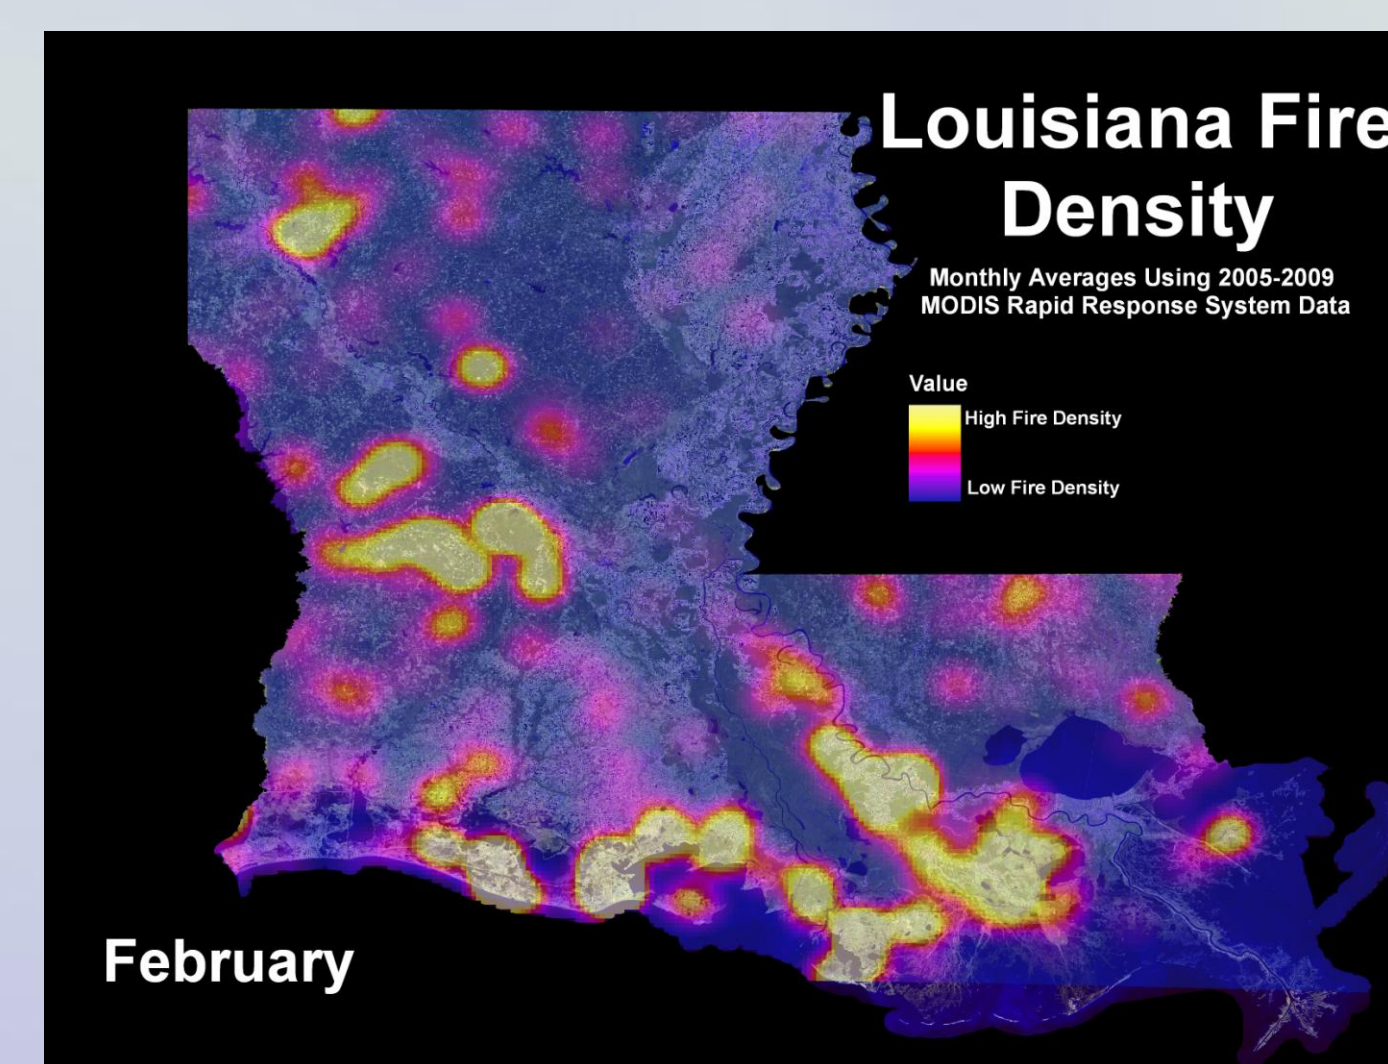 Louisiana Fire
Density
Monthly Averages Using 2005-2009
MODIS Rapid Response System Data
Value
High Fire Density
Low Fire Density
February